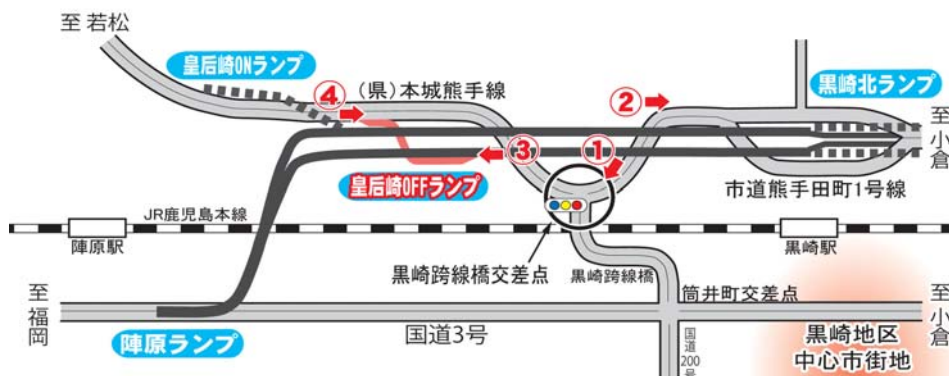 至 若松
皇后崎ONランプ
④
(県)本城熊手線
②
黒崎北ランプ
至小倉
①
③
皇后崎OFFランプ
市道熊手田町1号線
JR鹿児島本線
陣原駅
黒崎駅
黒崎跨線橋交差点
黒崎跨線橋
筒井町交差点
至福岡
至小倉
陣原ランプ
国道3号
国道200号
黒崎地区
中心市街地